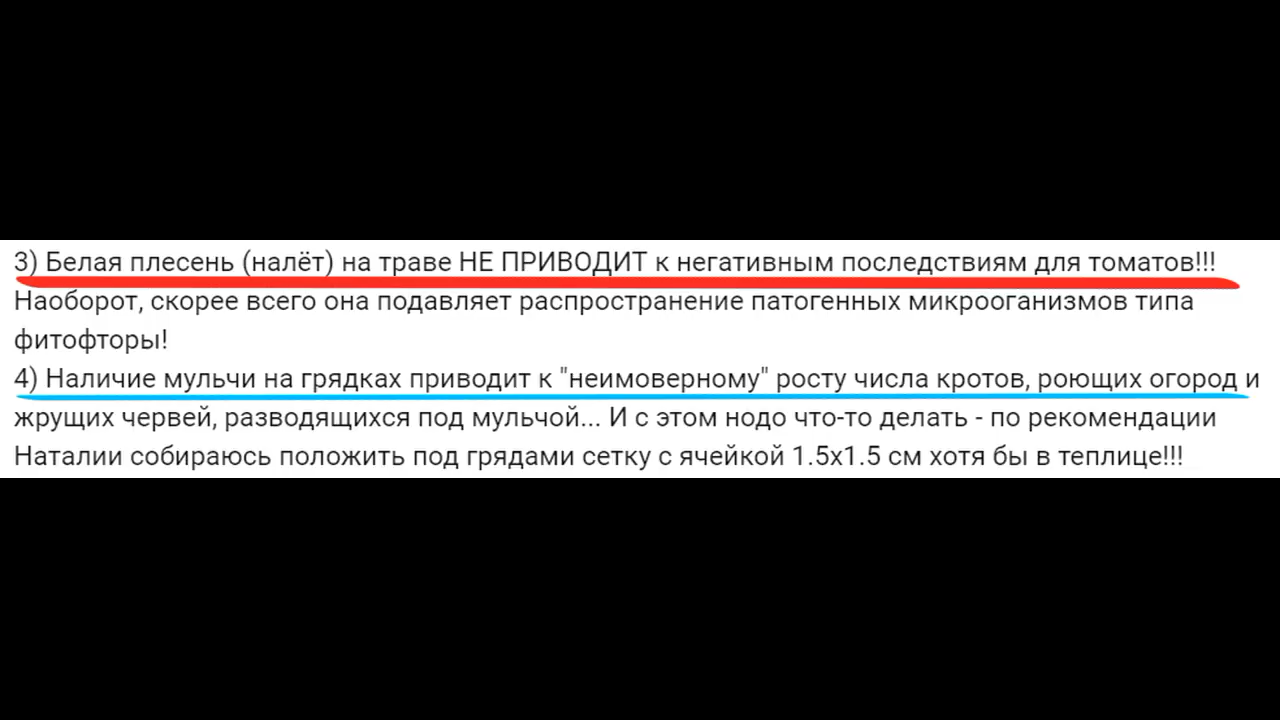 3) Белая плесень (налёт) на траве НЕ ПРИВОДИТ к негативным последствиям для томатов!!!
Наоборот, скорее всего она подавляет распространение патогенных микрооганизмов типа
фитофторы!
4) Наличие мульчи на грядках приводит к "неимоверному" росту числа кротов, роющих огород и
жрущих червей, разводящихся под мульчой... И с этом нодо что-то делать - по рекомендации
Наталии собираюсь положить под грядами сетку с ячейкой 1.5х1.5 см хотя бы в теплице!!!